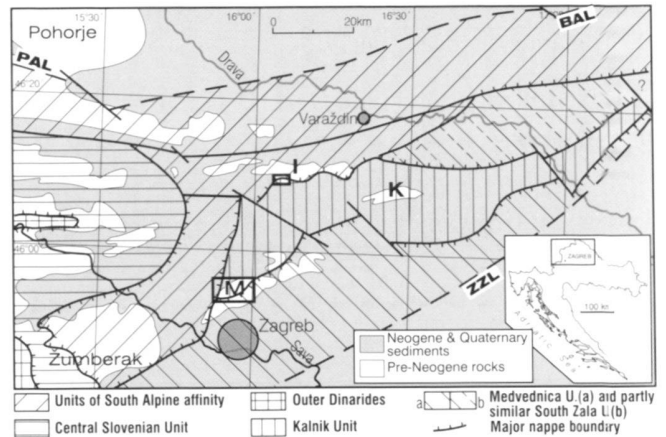 15°30' 16°00' 16°30'
0 20km
Pohorje
BAL
PAL
Drava
46°20'
Varaždin
?
I
K
46°00'
M
ZZL
ZAGREB
100 km
Zagreb
Sava
Žumberak
Neogene & Quaternary
sediments
Pre-Neogene rocks
Units of South Alpine affinity
Outer Dinarides
a b Medvednica U.(a) and partly
similar South Zala U.(b)
Central Slovenian Unit
Kalnik Unit
Major nappe boundary